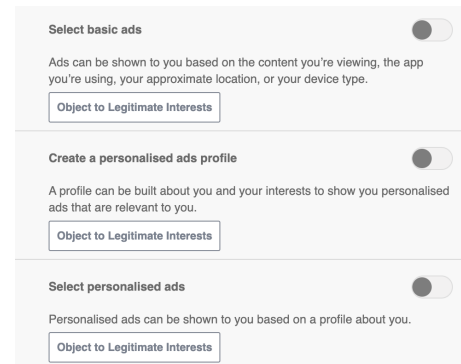 Select basic ads
Ads can be shown to you based on the content you're viewing, the app
you're using, your approximate location, or your device type.
Object to Legitimate Interests
Create a personalised ads profile
A profile can be built about you and your interests to show you personalised
ads that are relevant to you.
Object to Legitimate Interests
Select personalised ads
Personalised ads can be shown to you based on a profile about you.
Object to Legitimate Interests